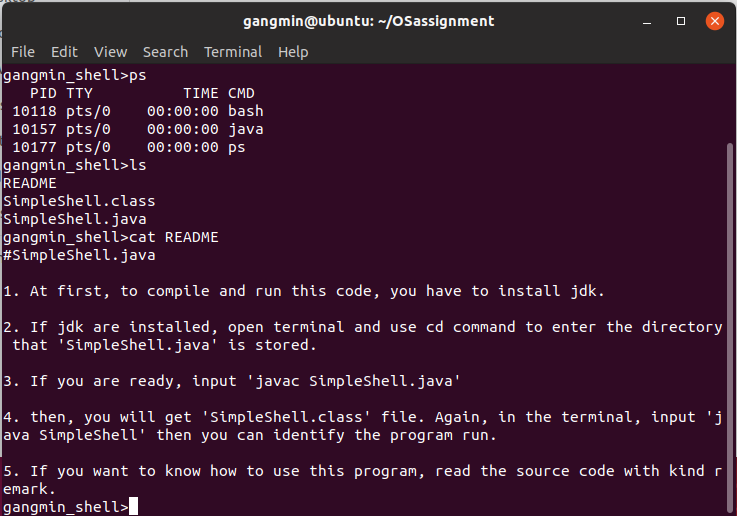 gangmin@ubuntu: ~/OSassignment
File Edit View Search Terminal Help
gangmin_shell>ps
   PID TTY          TIME CMD
 10118 pts/0    00:00:00 bash
 10157 pts/0    00:00:00 java
 10177 pts/0    00:00:00 ps
gangmin_shell>ls
README
SimpleShell.class
SimpleShell.java
gangmin_shell>cat README
#SimpleShell.java
1. At first, to compile and run this code, you have to install jdk.
2. If jdk are installed, open terminal and use cd command to enter the directory
 that 'SimpleShell.java' is stored.
3. If you are ready, input 'javac SimpleShell.java'
4. then, you will get 'SimpleShell.class' file. Again, in the terminal, input 'j
ava SimpleShell' then you can identify the program run.
5. If you want to know how to use this program, read the source code with kind r
emark.
gangmin_shell>